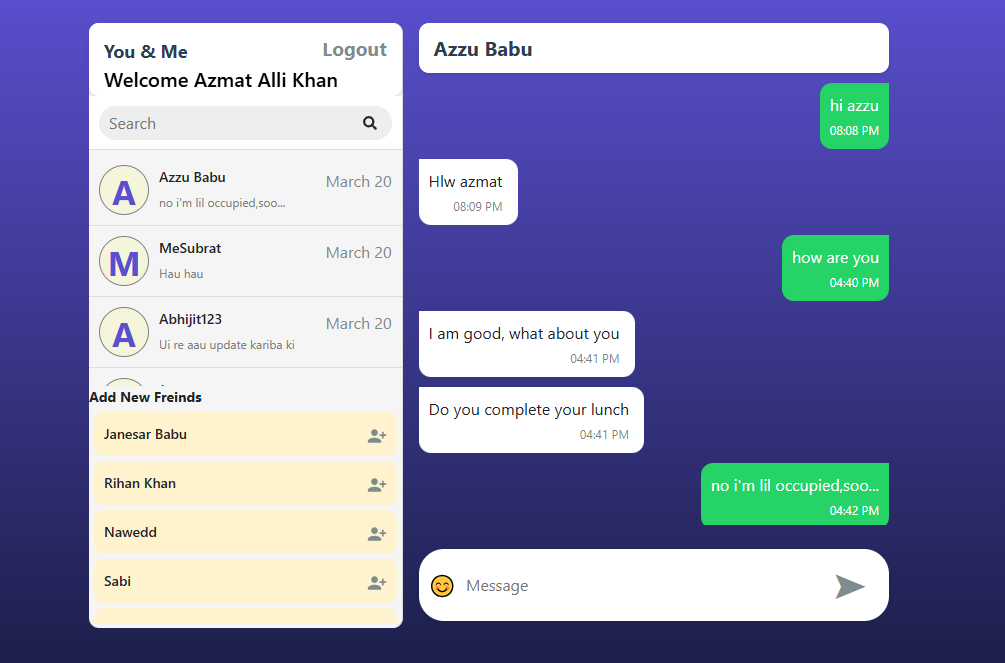 You & Me
Logout
Welcome Azmat Alli Khan
Search
A
Azzu Babu
March 20
no i'm lil occupied,soo...
M
MeSubrat
March 20
Hau hau
A
Abhijit123
March 20
Ui re aau update kariba ki
Add New Freinds
Janesar Babu
Rihan Khan
Nawedd
Sabi
Azzu Babu
hi azzu
08:08 PM
Hlw azmat
08:09 PM
how are you
04:40 PM
I am good, what about you
04:41 PM
Do you complete your lunch
04:41 PM
no i'm lil occupied,soo...
04:42 PM
Message